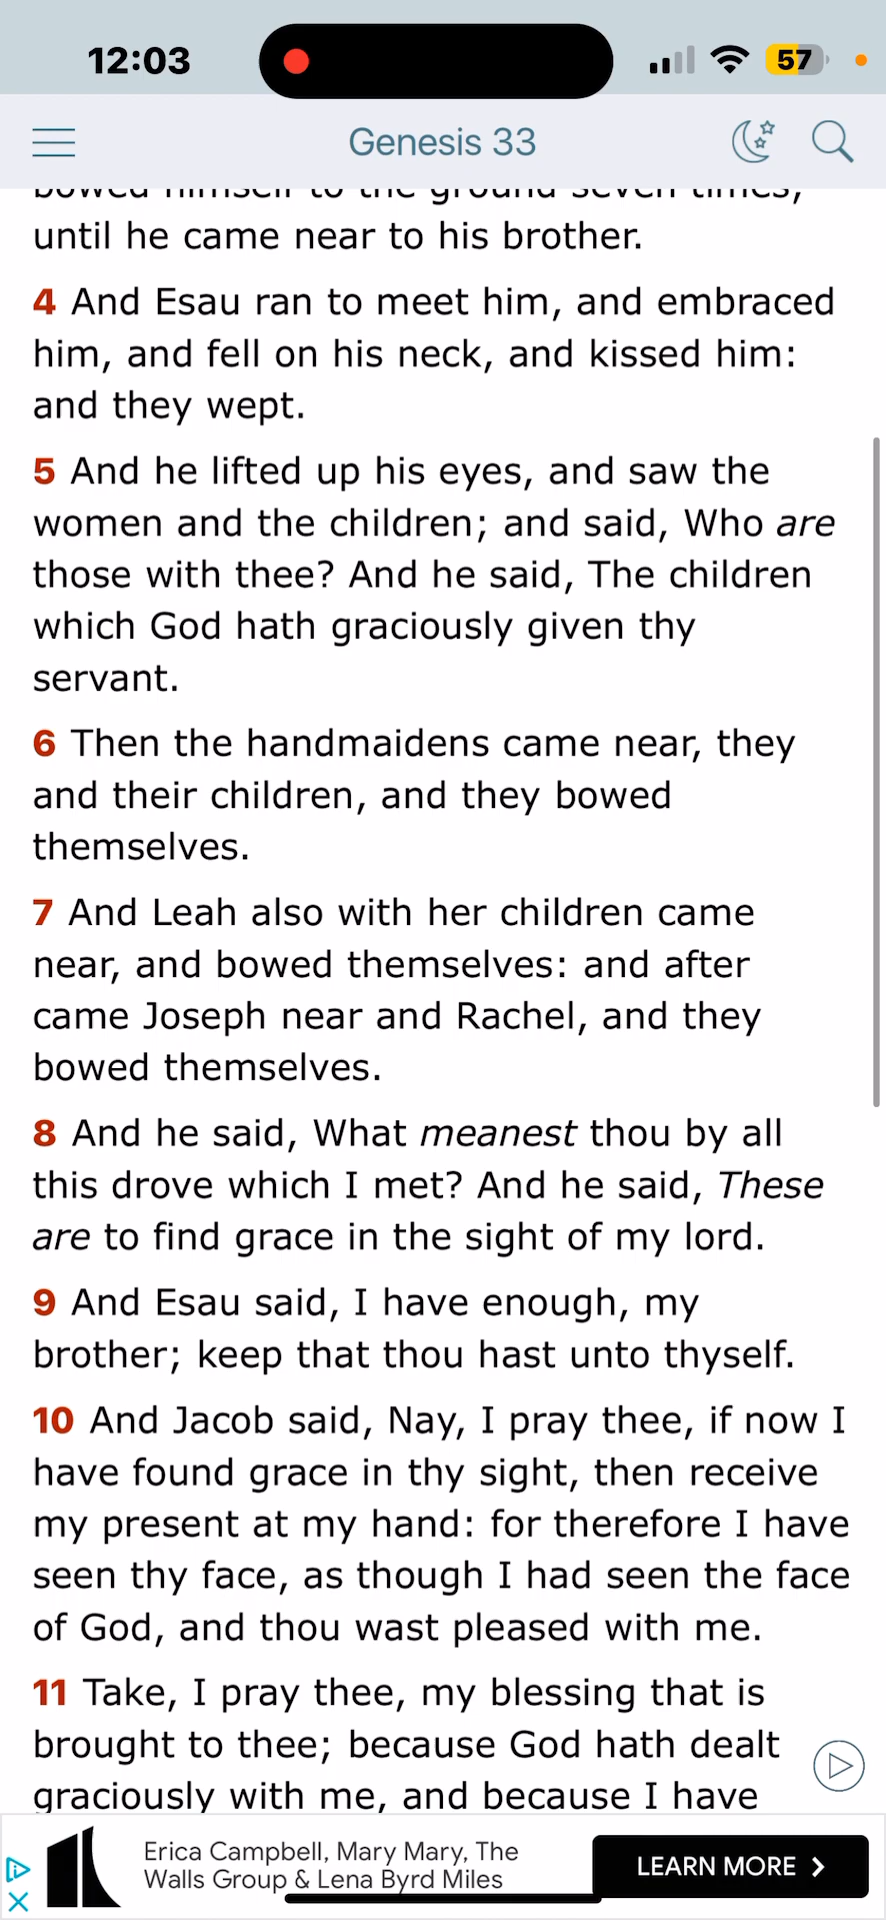 12:03
57
Genesis 33
bowed himself to the ground seven times,
until he came near to his brother.
4 And Esau ran to meet him, and embraced
him, and fell on his neck, and kissed him:
and they wept.
5 And he lifted up his eyes, and saw the
women and the children; and said, Who are
those with thee? And he said, The children
which God hath graciously given thy
servant.
6 Then the handmaidens came near, they
and their children, and they bowed
themselves.
7 And Leah also with her children came
near, and bowed themselves: and after
came Joseph near and Rachel, and they
bowed themselves.
8 And he said, What meanest thou by all
this drove which I met? And he said, These
are to find grace in the sight of my lord.
9 And Esau said, I have enough, my
brother; keep that thou hast unto thyself.
10 And Jacob said, Nay, I pray thee, if now I
have found grace in thy sight, then receive
my present at my hand: for therefore I have
seen thy face, as though I had seen the face
of God, and thou wast pleased with me.
11 Take, I pray thee, my blessing that is
brought to thee; because God hath dealt
graciously with me, and because I have
Erica Campbell, Mary Mary, The
Walls Group & Lena Byrd Miles
LEARN MORE